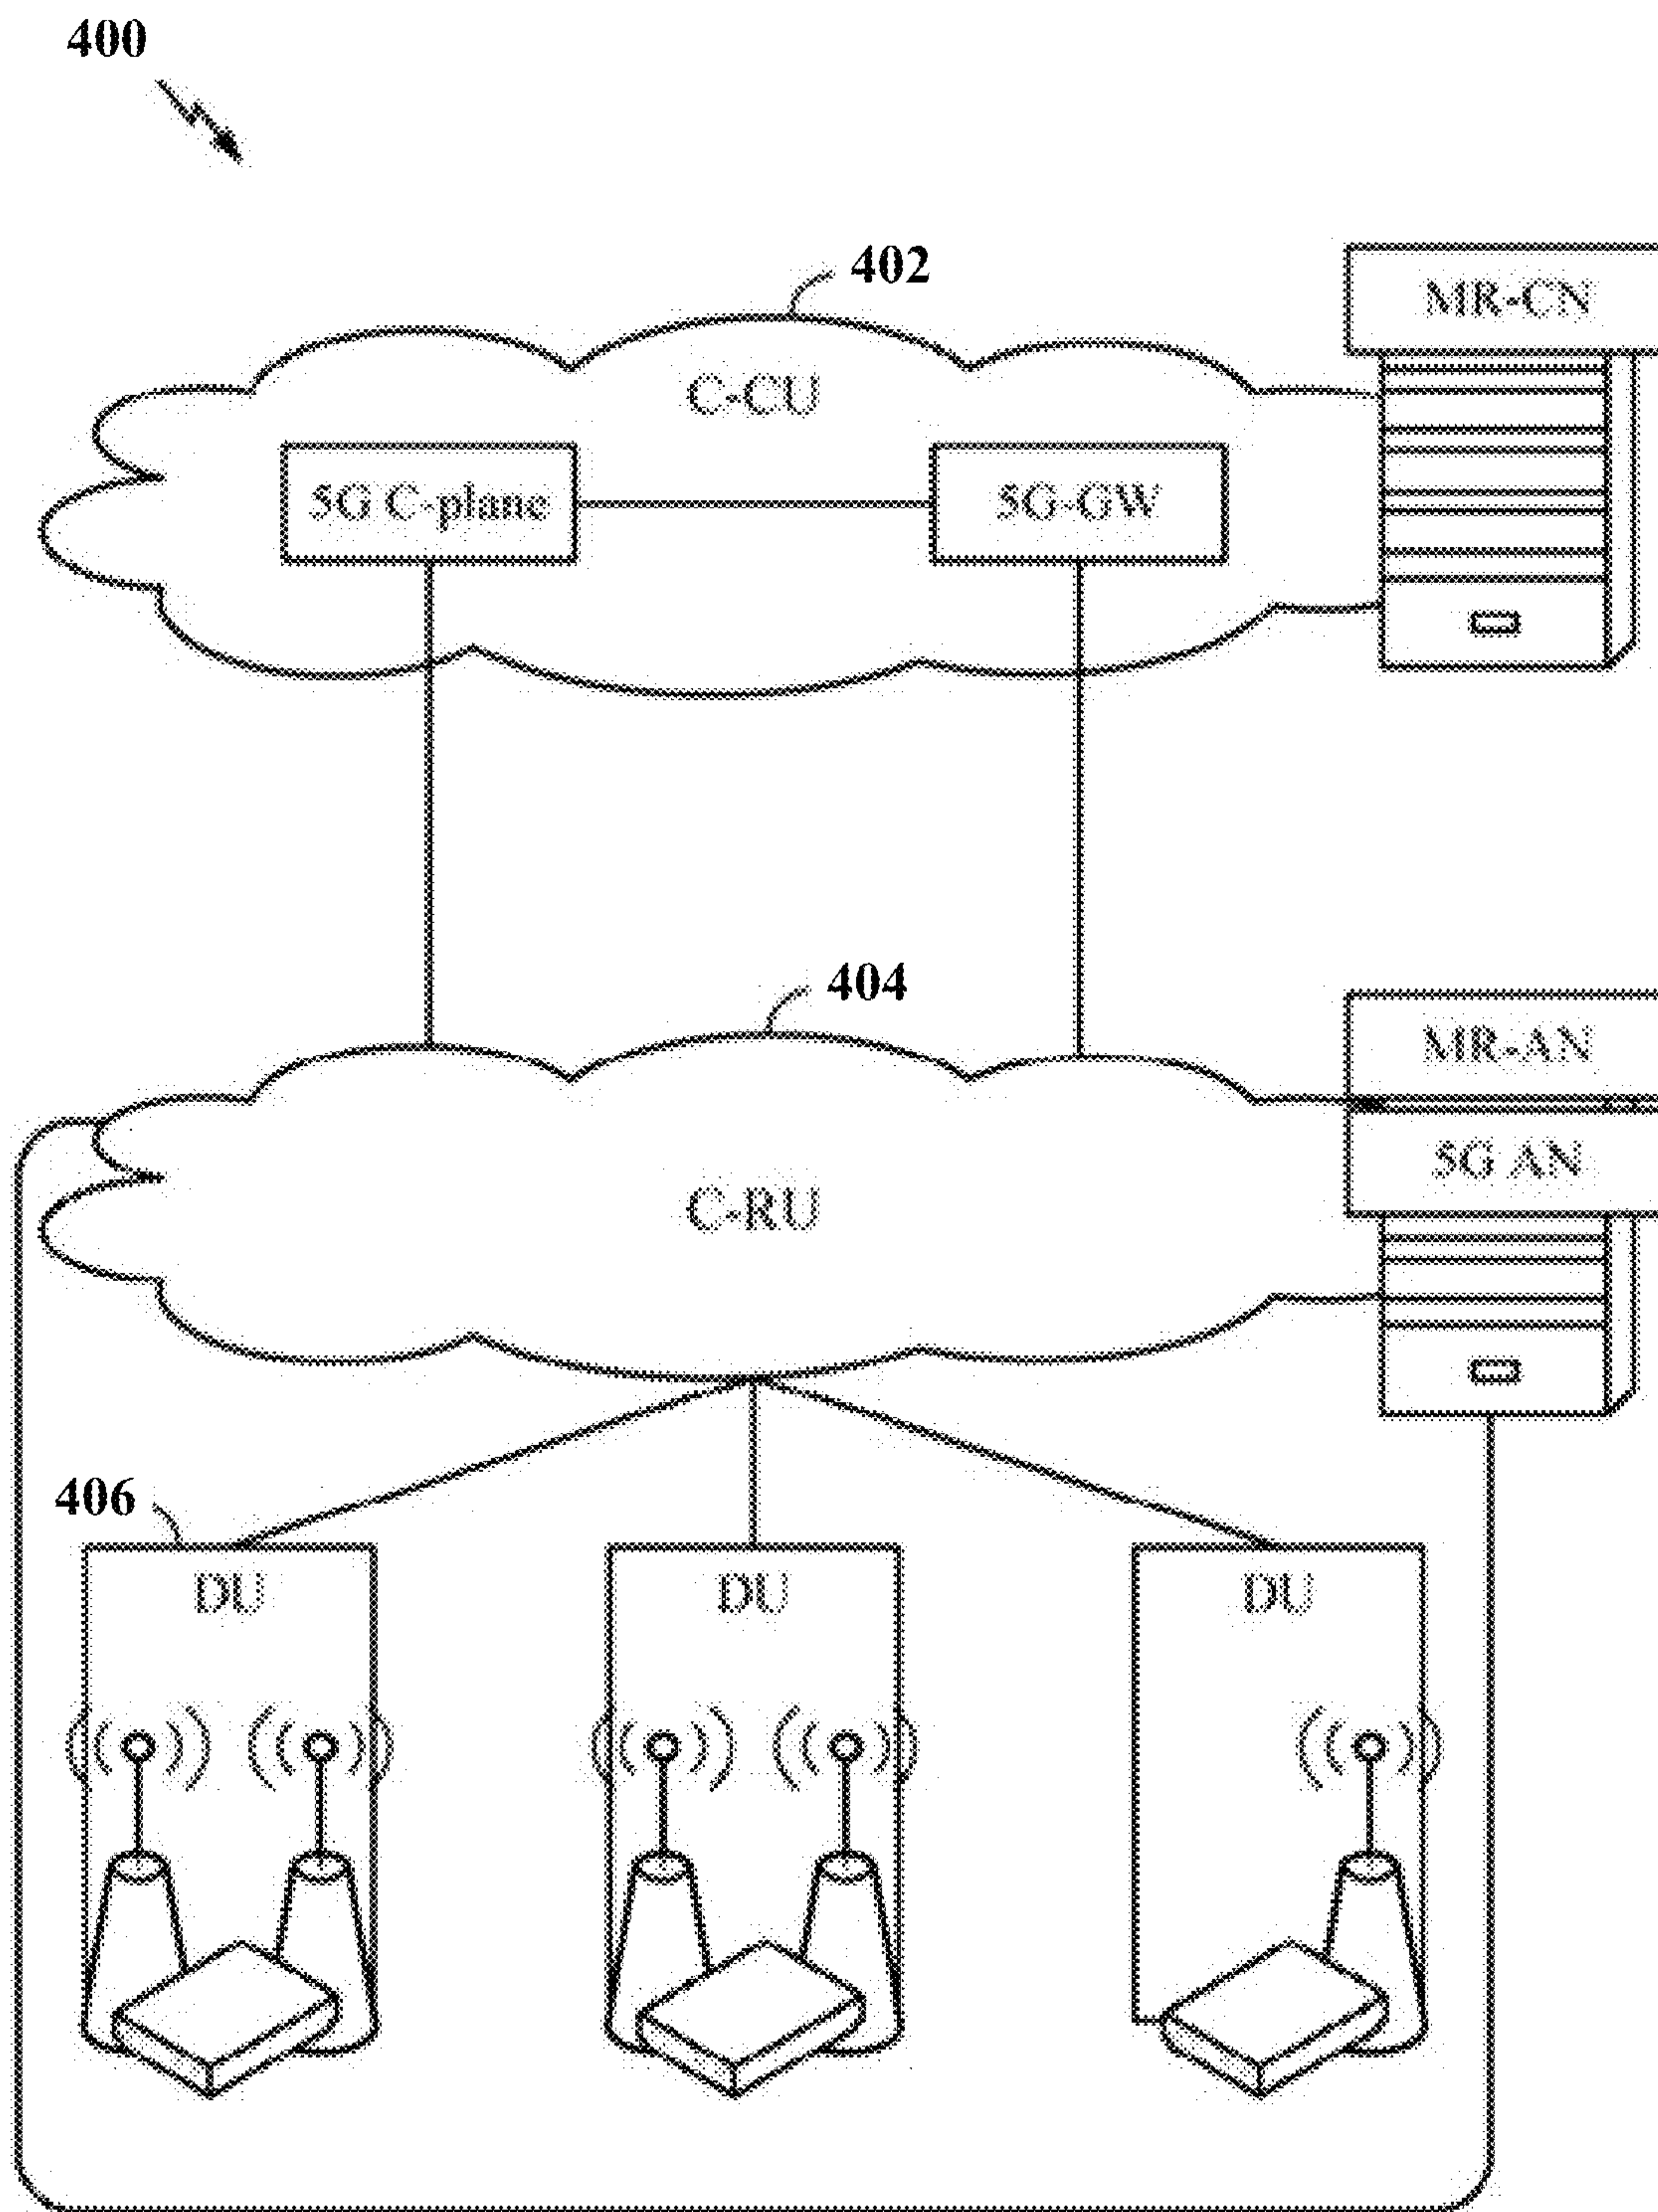 400
402
MR-CN
C-CU
5G C-plane
5G-GW
404
MR-AN
5G AN
C-RU
406
DU
DU
DU